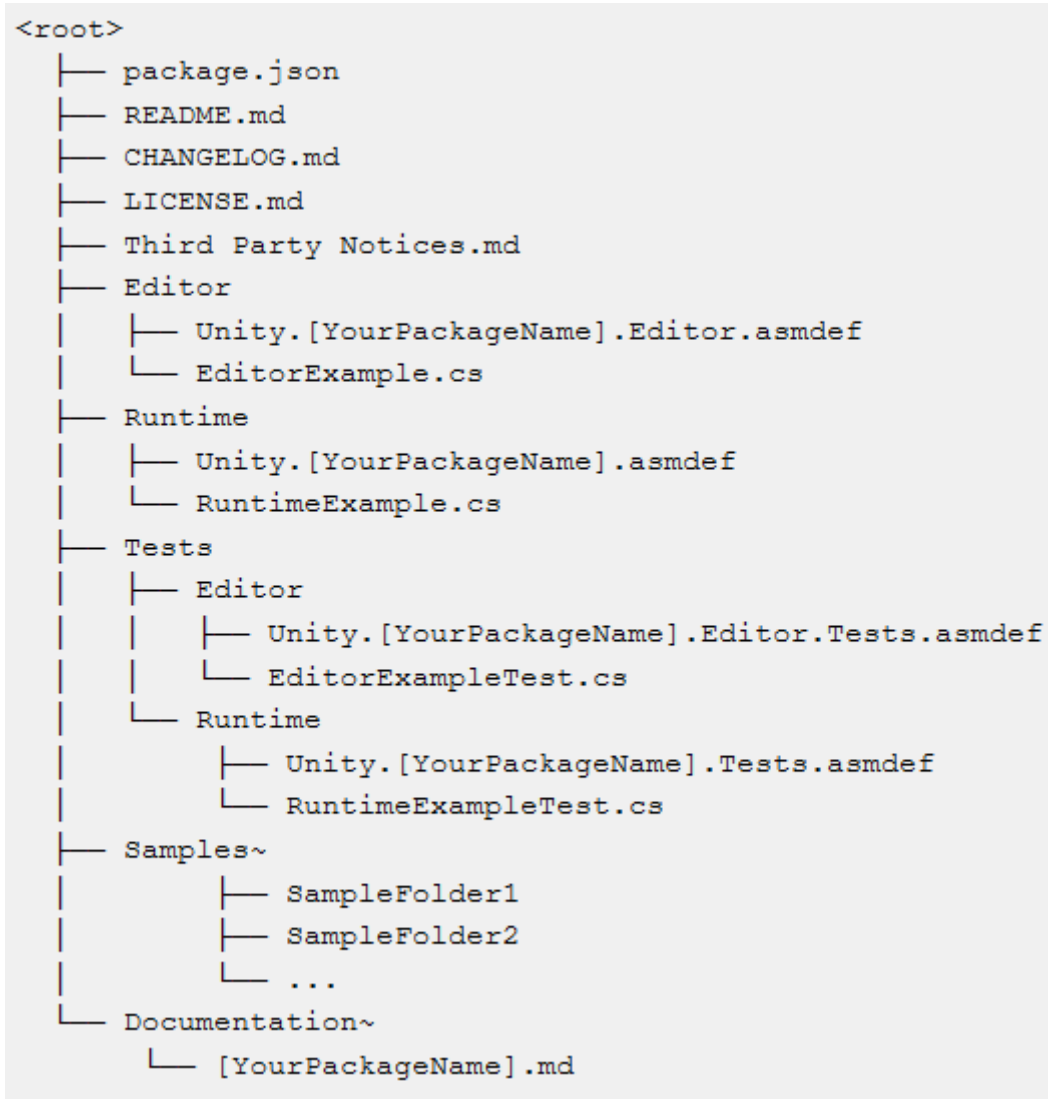 <root>
├── package.json
├── README.md
├── CHANGELOG.md
├── LICENSE.md
├── Third Party Notices.md
├── Editor
│   ├── Unity.[YourPackageName].Editor.asmdef
│   └── EditorExample.cs
├── Runtime
│   ├── Unity.[YourPackageName].asmdef
│   └── RuntimeExample.cs
├── Tests
│   ├── Editor
│   │   ├── Unity.[YourPackageName].Editor.Tests.asmdef
│   │   └── EditorExampleTest.cs
│   └── Runtime
│        ├── Unity.[YourPackageName].Tests.asmdef
│        └── RuntimeExampleTest.cs
├── Samples~
│        ├── SampleFolder1
│        ├── SampleFolder2
│        └── ...
└── Documentation~
     └── [YourPackageName].md